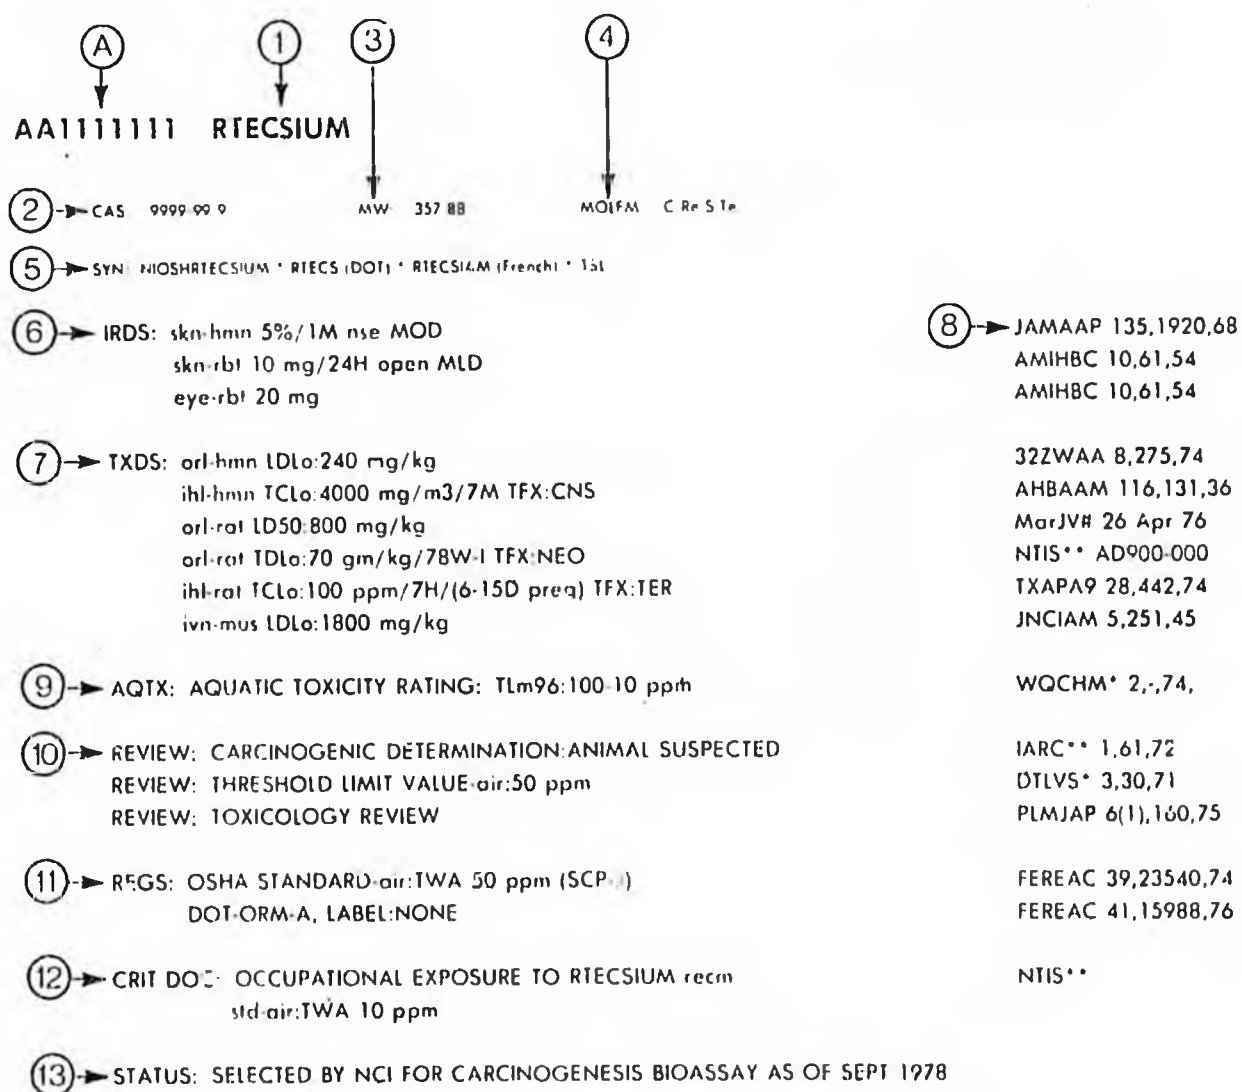 A 1 3 4
AA1111111 RTECSIUM
2 CAS 9999 99 9 MW 357 88 MOLFM C Re S Te
5 SYN: NIOSHRTECSIUM * RTECS (DOT) * RTECSI&M (French) *
6 IRDS: skn-hmn 5%/1M nse MOD 8 JAMAAP 135,1920,68
skn-rbt 10 mg/24H open MLD AMIHBC 10,61,54
eye-rbt 20 mg AMIHBC 10,61,54
7 TXDS: orl-hmn LDLo:240 mg/kg 32ZWAA 8,275,74
ihl-hmn TCLo:4000 mg/m3/7M TFX:CNS AHBAAM 116,131,36
orl-rat LD50:800 mg/kg MarJV# 26 Apr 76
orl-rat TDLo:70 gm/kg/78W-I TFX:NEO NTIS** AD900-000
ihl-rat TCLo:100 ppm/7H/(6-15D preg) TFX:TER TXAPA9 28,442,74
ivn-mus LDLo:1800 mg/kg JNCIAM 5,251,45
9 AQTX: AQUATIC TOXICITY RATING: TLm96:100-10 ppm WQCHM* 2,-,74,
10 REVIEW: CARCINOGENIC DETERMINATION:ANIMAL SUSPECTED IARC** 1,61,72
REVIEW: THRESHOLD LIMIT VALUE-air:50 ppm DTLVS* 3,30,71
REVIEW: TOXICOLOGY REVIEW PLMJAP 6(1),160,75
11 REGS: OSHA STANDARD-air:TWA 50 ppm FEREAC 39,23540,74
DOT-ORM-A, LABEL:NONE FEREAC 41,15988,76
12 CRIT DOC: OCCUPATIONAL EXPOSURE TO RTECSIUM recm NTIS**
std-air:TWA 10 ppm
13 STATUS: SELECTED BY NCI FOR CARCINOGENESIS BIOASSAY AS OF SEPT 1978